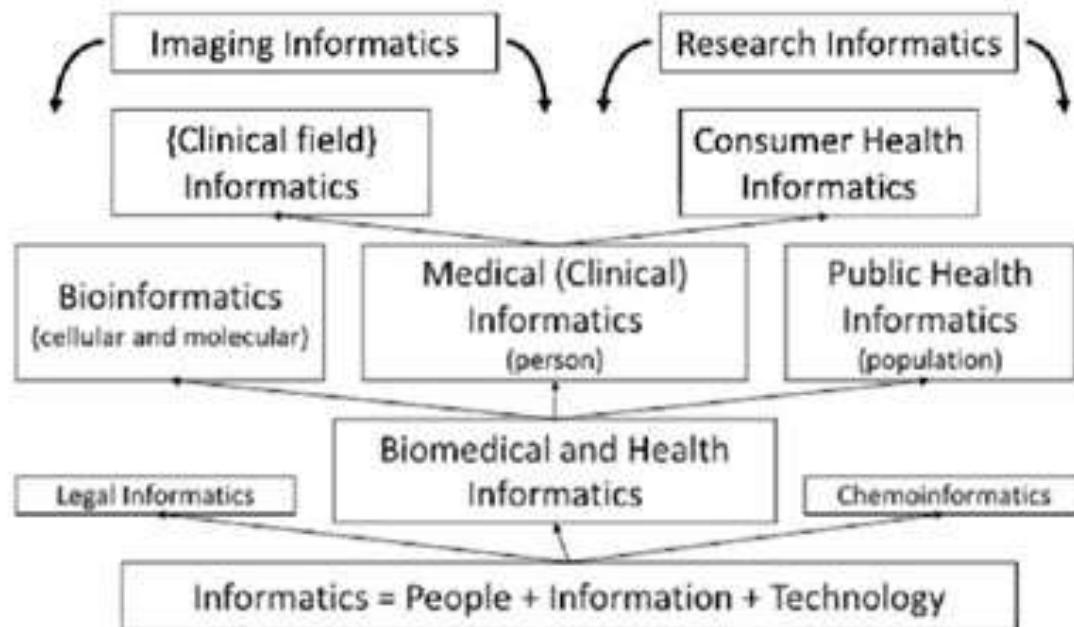 Imaging Informatics
Research Informatics
{Clinical field}
Informatics
Consumer Health
Informatics
Bioinformatics
(cellular and molecular)
Medical (Clinical)
Informatics
(person)
Public Health
Informatics
(population)
Biomedical and Health
Informatics
Legal Informatics
Chemoinformatics
Informatics = People + Information + Technology